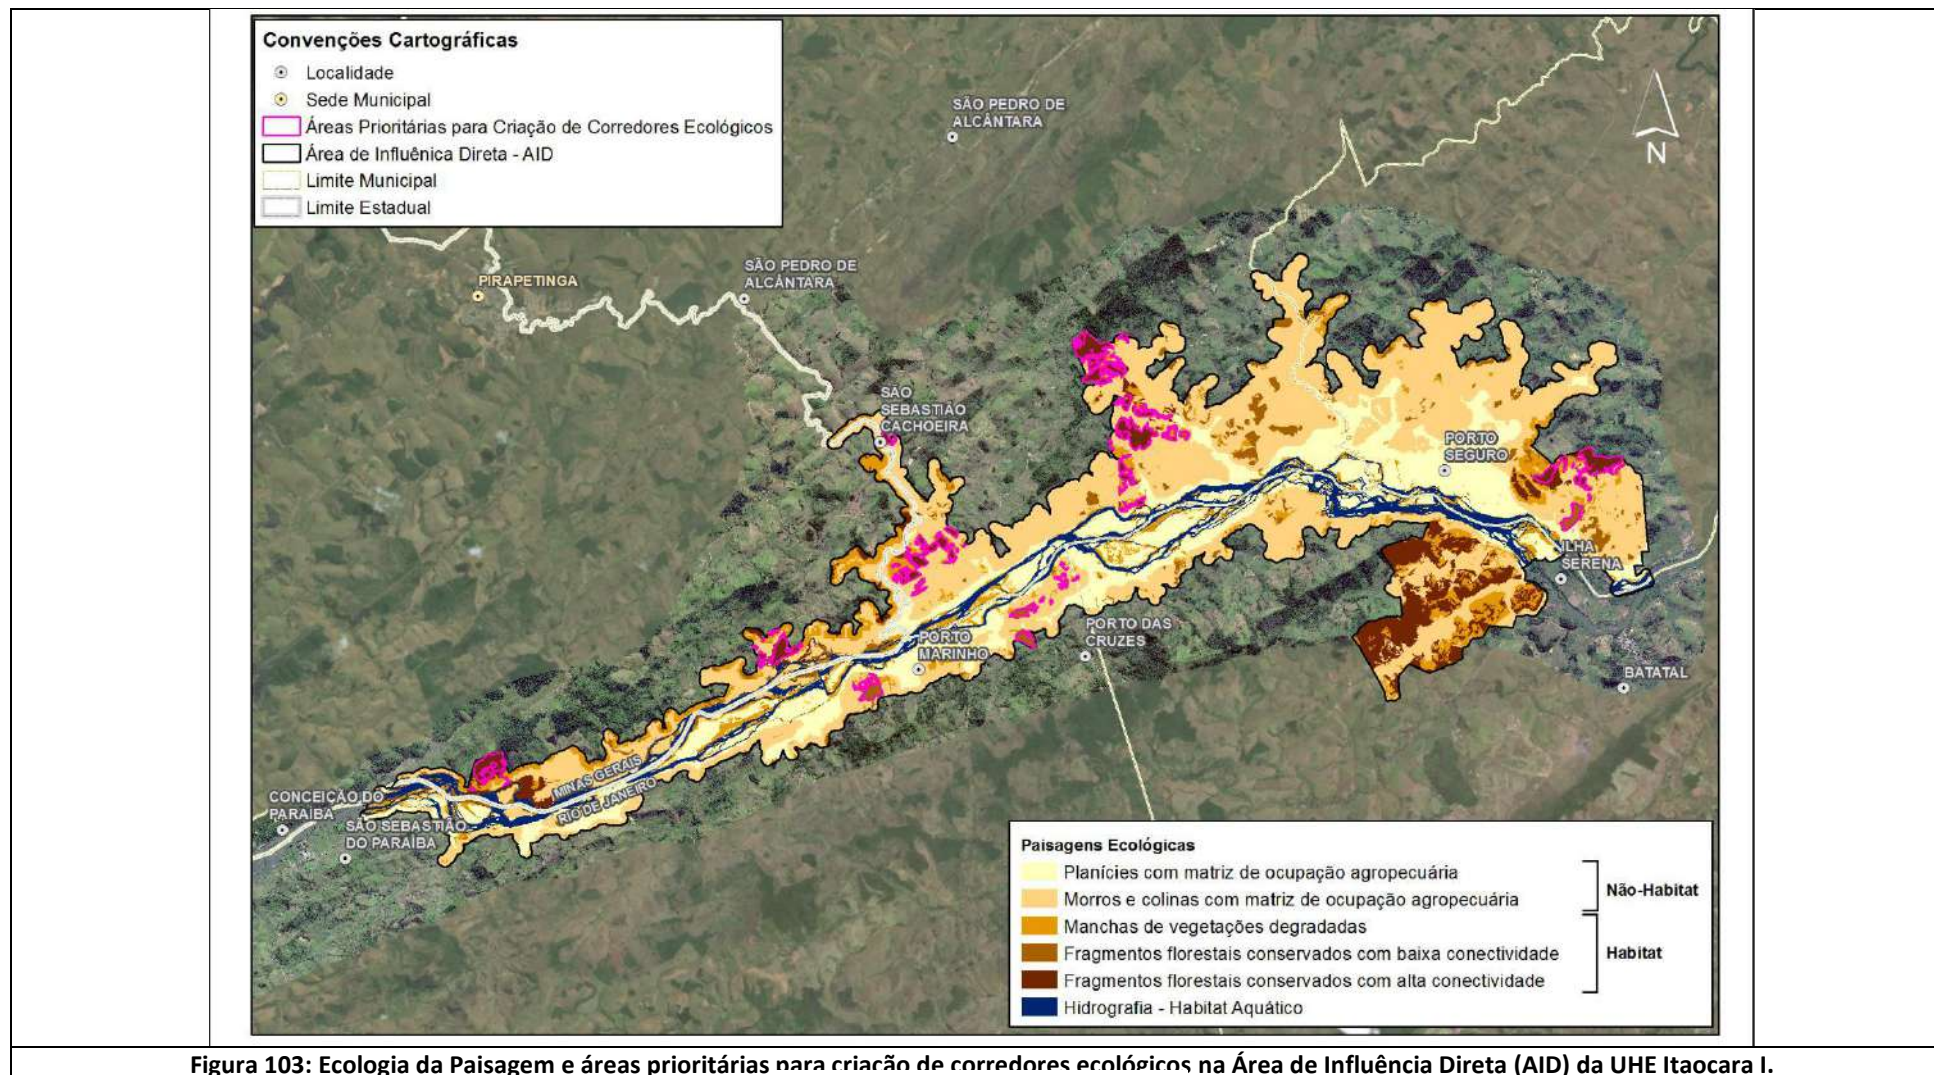 Convenções Cartográficas
Localidade
Sede Municipal
Áreas Prioritárias para Criação de Corredores Ecológicos
Área de Influênica Direta - AID
Limite Municipal
Limite Estadual
SÃO PEDRO DE
ALCÂNTARA
N
PIRAPETINGA
SÃO PEDRO DE
ALCÂNTARA
SÃO
SEBASTIÃO
CACHOEIRA
PORTO
SEGURO
ILHA
SERENA
PORTO DAS
CRUZES
PORTO
MARINHO
BATATAL
MINAS GERAIS
RIO DE JANEIRO
CONCEIÇÃO DO
PARAÍBA
SÃO SEBASTIÃO
DO PARAÍBA
Paisagens Ecológicas
Planícies com matriz de ocupação agropecuária
Morros e colinas com matriz de ocupação agropecuária
Não-Habitat
Manchas de vegetações degradadas
Fragmentos florestais conservados com baixa conectividade
Habitat
Fragmentos florestais conservados com alta conectividade
Hidrografia - Habitat Aquático
Figura 103: Ecologia da Paisagem e áreas prioritárias para criação de corredores ecológicos na Área de Influência Direta (AID) da UHE Itaocara I.